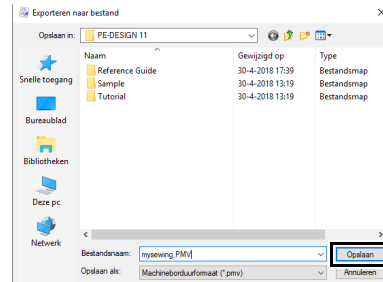 Exporteren naar bestand
Opslaan in: PE-DESIGN 11
Naam Gewijzigd op Type
Reference Guide 30-4-2018 17:39 Bestandsmap
Sample 30-4-2018 13:19 Bestandsmap
Tutorial 30-4-2018 13:19 Bestandsmap
Snelle toegang
Bureaublad
Bibliotheken
Deze pc
Netwerk
Bestandsnaam: mysewing.PMV Opslaan
Opslaan als: Machineborduurformaat (*.pmv) Annuleren